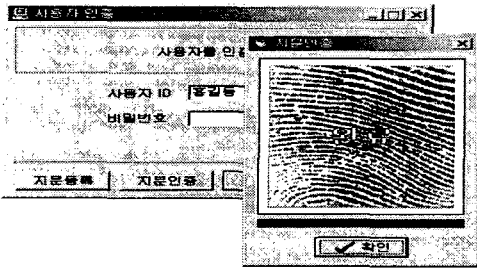 사용자 인증
사용자를 인증
사용자 ID 홍길동
비밀번호
지문등록 지문인증
지문인증
확인